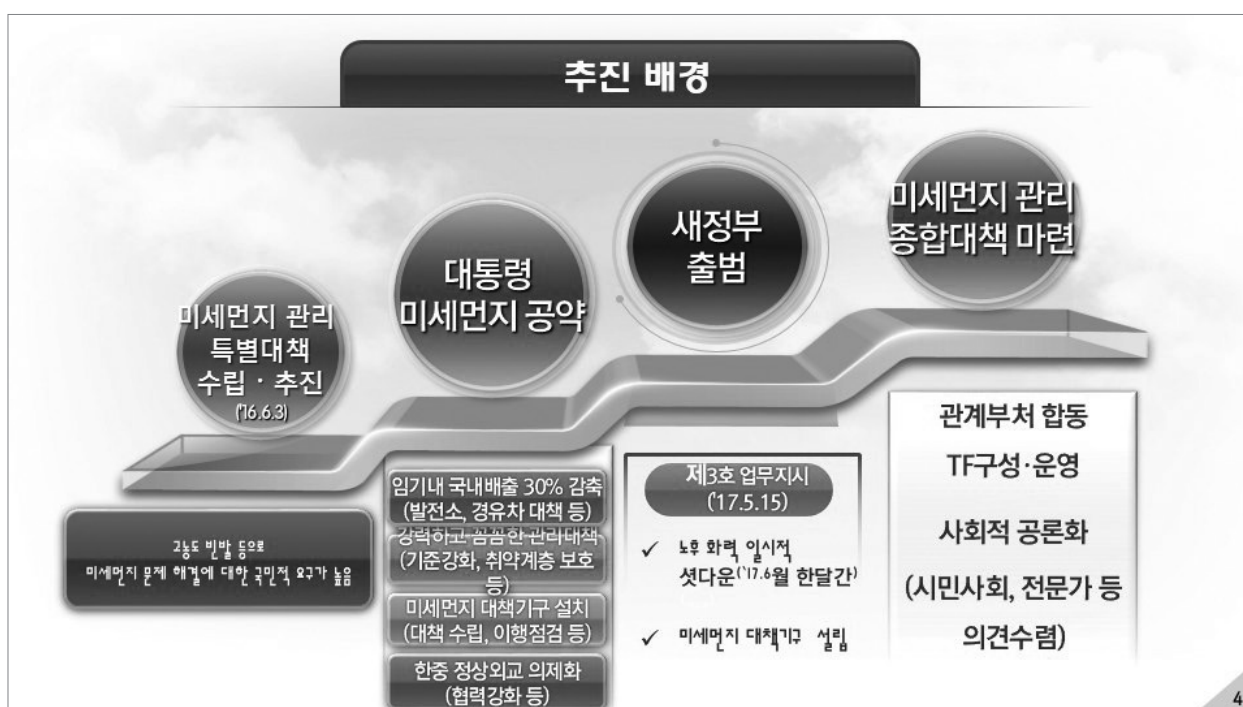 추진 배경
미세먼지 관리
특별대책
수립 · 추진
('16.6.3)
고농도 빈발 등으로
미세먼지 문제 해결에 대한 국민적 요구가 높음
대통령
미세먼지 공약
임기내 국내배출 30% 감축
(발전소, 경유차 대책 등)
강력하고 꼼꼼한 관리대책
(기준강화, 취약계층 보호
등)
미세먼지 대책기구 설치
(대책 수립, 이행점검 등)
한중 정상외교 의제화
(협력강화 등)
새정부
출범
제3호 업무지시
('17.5.15)
✓ 노후 화력 일시적
셧다운('17.6월 한달간)
✓ 미세먼지 대책기구 설립
미세먼지 관리
종합대책 마련
관계부처 합동
TF구성·운영
사회적 공론화
(시민사회, 전문가 등
의견수렴)
4